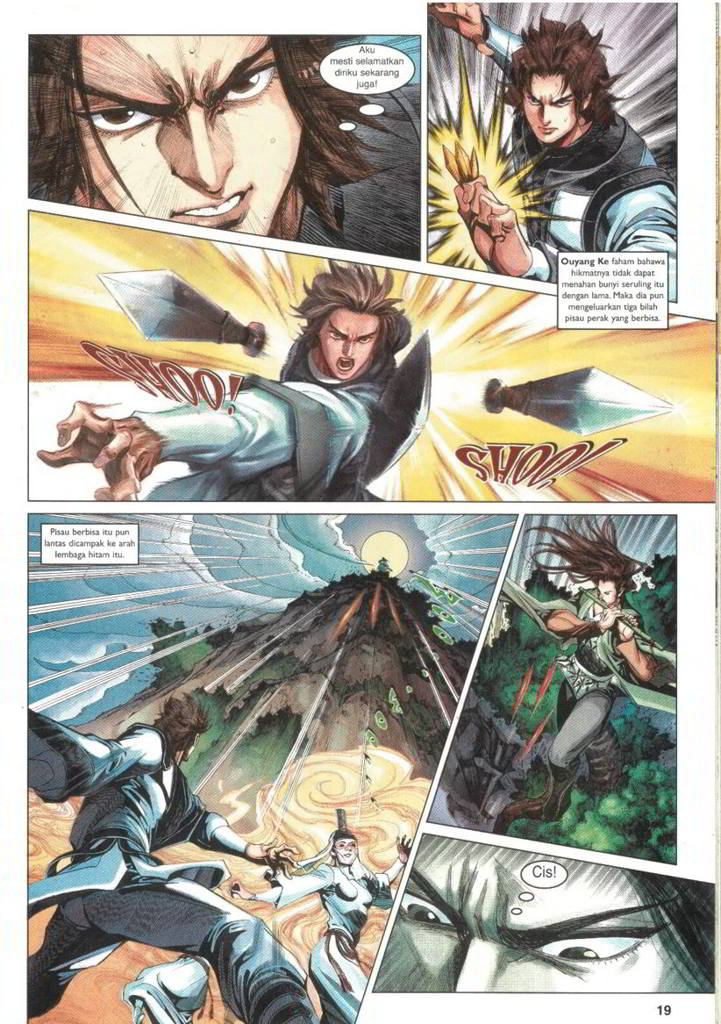 Aku
mesti selamatkan
diriku sekarang
juga!
Ouyang Ke faham bahawa
hikmatnya tidak dapat
menahan bunyi seruling itu
dengan lama. Maka dia pun
mengeluarkan tiga bilah
pisau perak yang berbisa.
SHOO!
SHOO!
Pisau berbisa itu pun
lantas dicampak ke arah
lembaga hitam itu.
Cis!
19